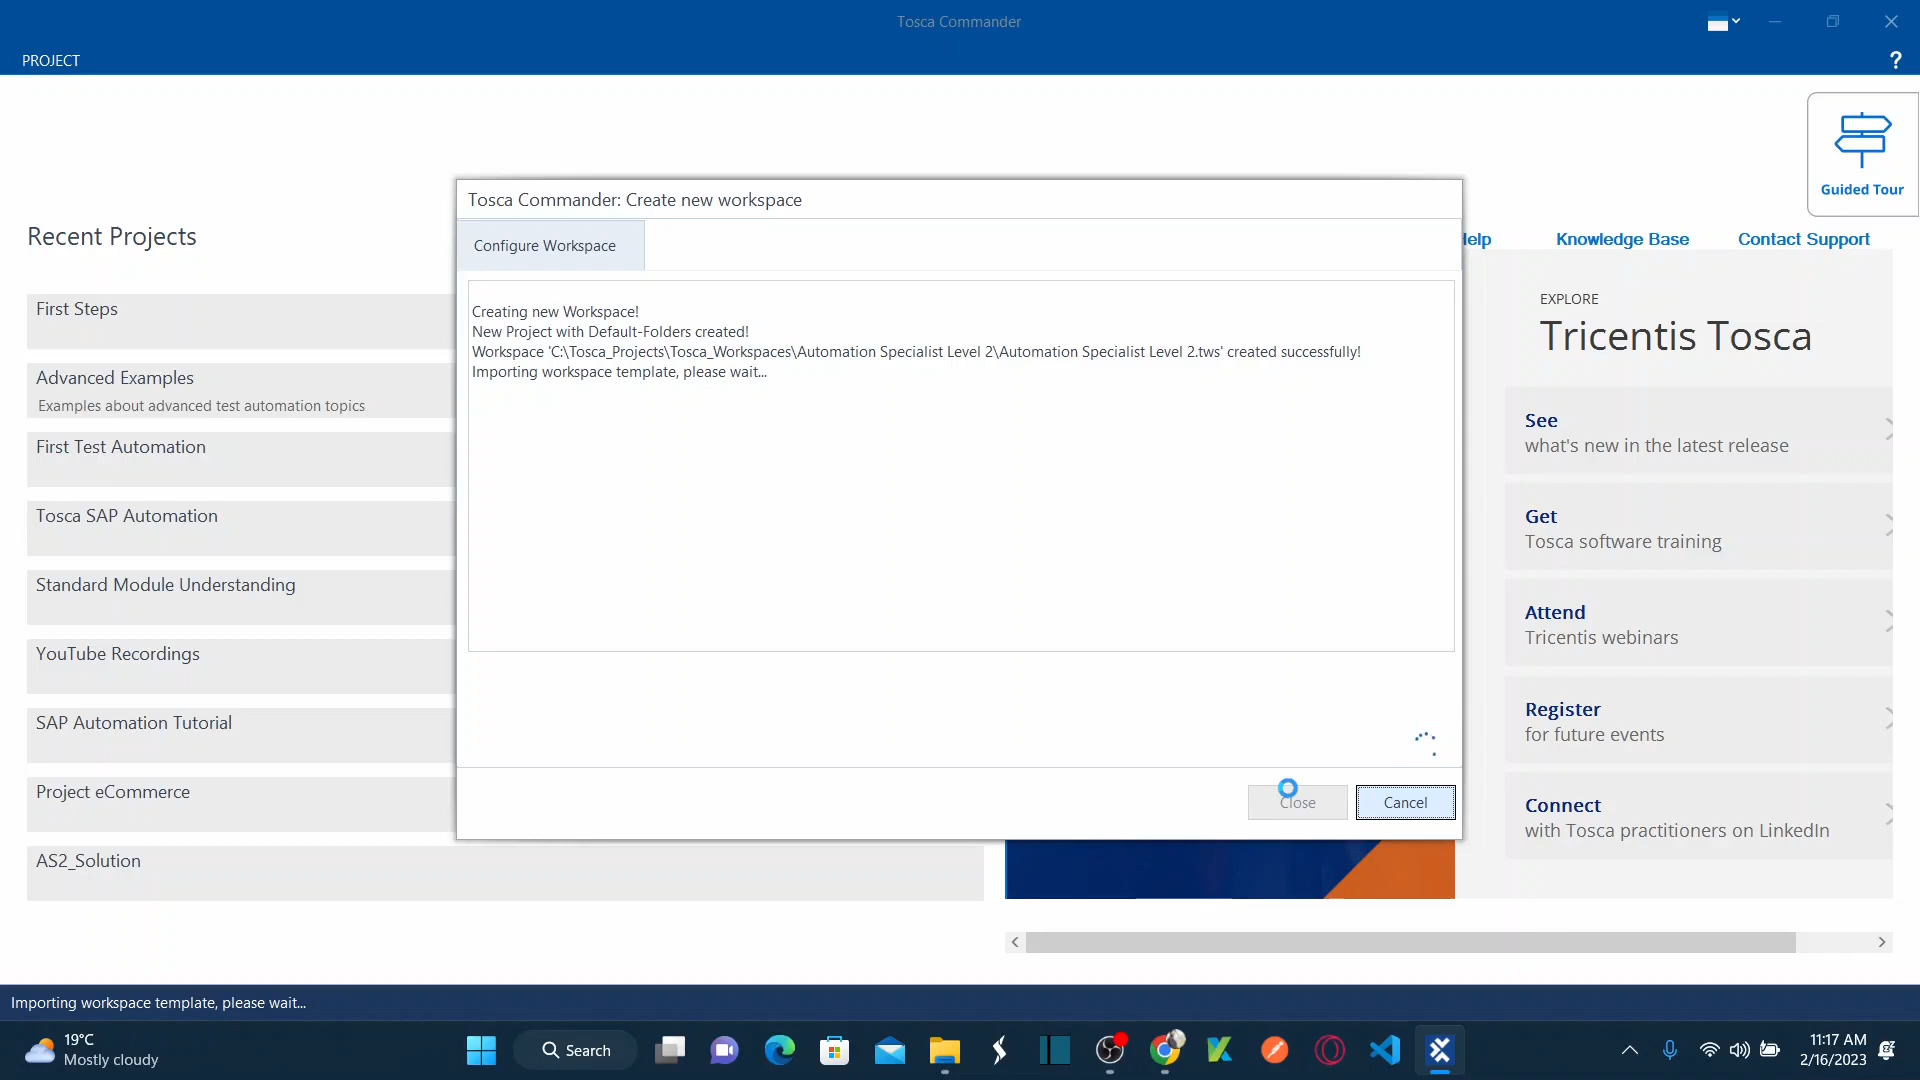 Tosca Commander
PROJECT
?
Guided Tour
Recent Projects
Tosca Commander: Create new workspace
Configure Workspace
Knowledge Base
Contact Support
Creating new Workspace!
New Project with Default-Folders created!
Workspace 'C:\Tosca_Projects\Tosca_Workspaces\Automation Specialist Level 2\Automation Specialist Level 2.tws' created successfully!
Importing workspace template, please wait...
First Steps
Advanced Examples
Examples about advanced test automation topics
First Test Automation
Tosca SAP Automation
Standard Module Understanding
YouTube Recordings
SAP Automation Tutorial
Project eCommerce
AS2_Solution
EXPLORE
Tricentis Tosca
See
what's new in the latest release
Get
Tosca software training
Attend
Tricentis webinars
Register
for future events
Connect
with Tosca practitioners on LinkedIn
Close
Cancel
Importing workspace template, please wait...
19°C
Mostly cloudy
Search
11:17 AM
2/16/2023